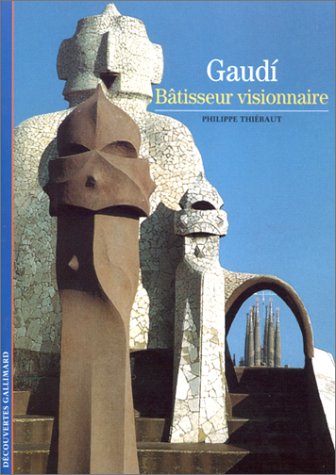 Gaudí
Bâtisseur visionnaire
PHILIPPE THIÉBAUT
DÉCOUVERTES GALLIMARD